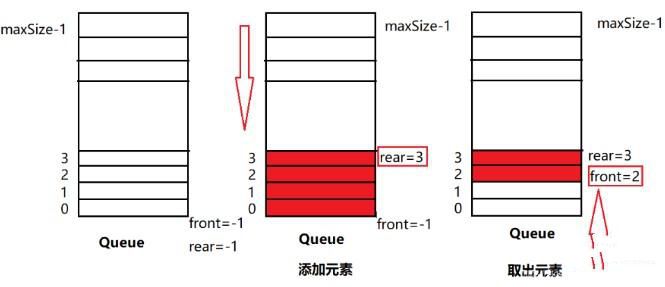 maxSize-1
3
2
1
0
front=-1
rear=-1
Queue
maxSize-1
3
2
1
0
rear=3
front=-1
Queue
添加元素
maxSize-1
3
2
1
0
rear=3
front=2
Queue
取出元素